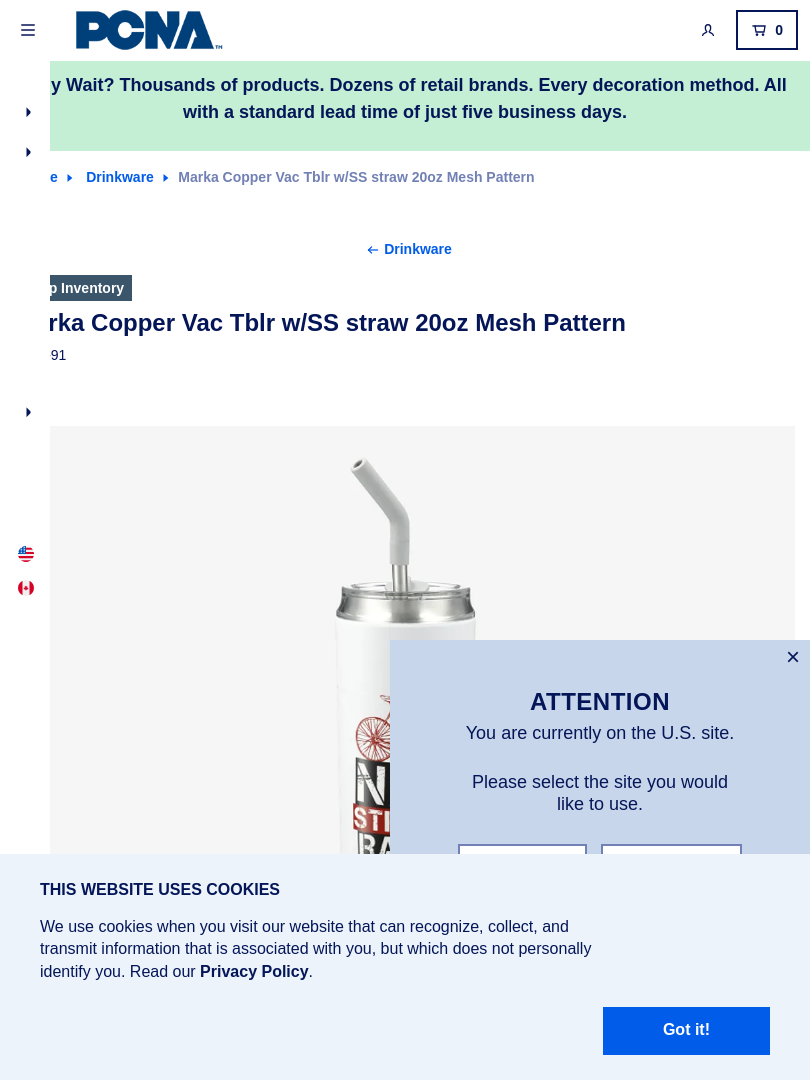 PCNA™
0
Wait? Thousands of products. Dozens of retail brands. Every decoration method. All
with a standard lead time of just five business days.
Drinkware
Marka Copper Vac Tblr w/SS straw 20oz Mesh Pattern
← Drinkware
Inventory
Copper Vac Tblr w/SS straw 20oz Mesh Pattern
91
ATTENTION
You are currently on the U.S. site.
Please select the site you would
like to use.
THIS WEBSITE USES COOKIES
We use cookies when you visit our website that can recognize, collect, and
transmit information that is associated with you, but which does not personally
identify you. Read our Privacy Policy.
Got it!